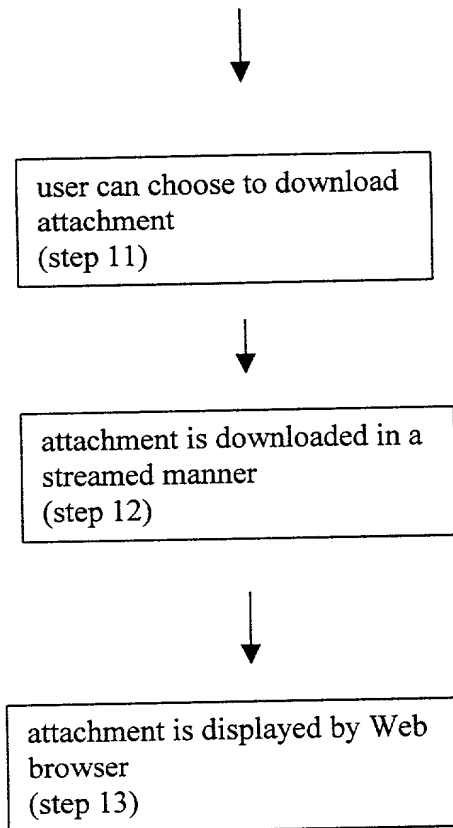 user can choose to download
attachment
(step 11)
attachment is downloaded in a
streamed manner
(step 12)
attachment is displayed by Web
browser
(step 13)